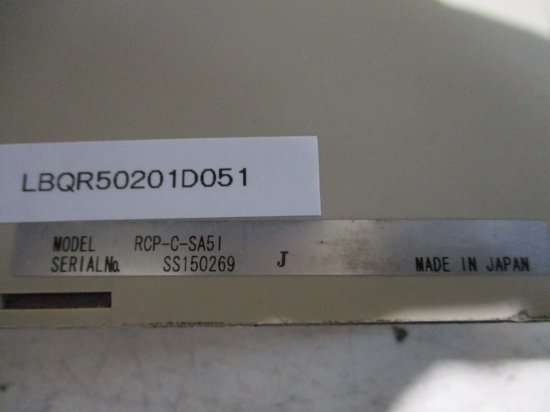 LBQR50201D051
MODEL RCP-C-SA5I
SERIALNo. SS150269 J MADE IN JAPAN